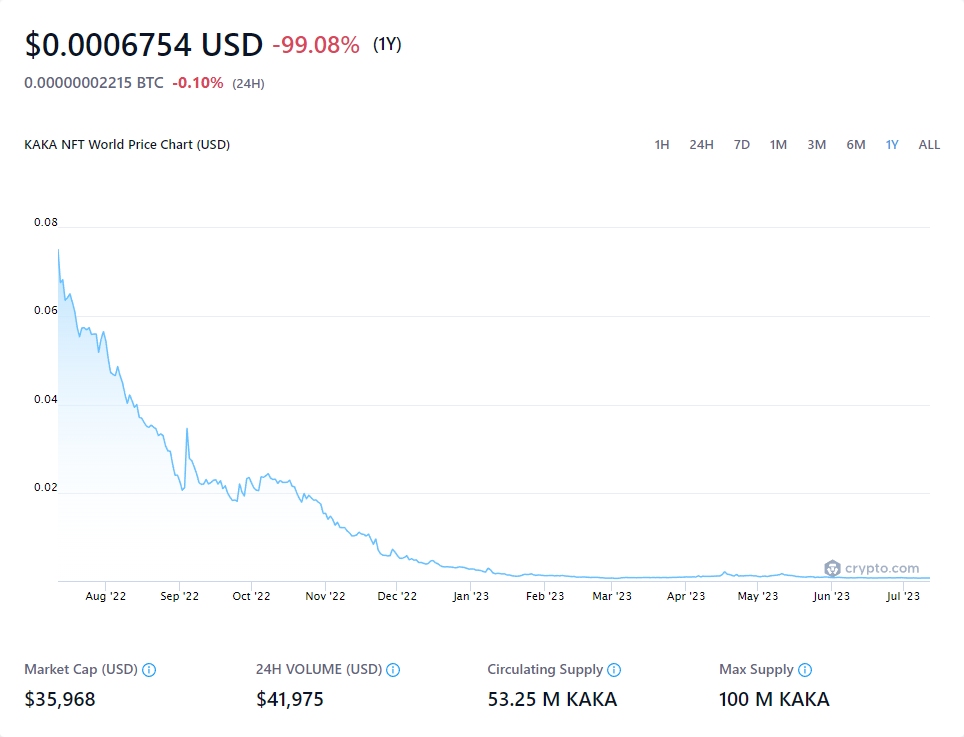 $0.0006754 USD -99.08% (1Y)
0.00000002215 BTC -0.10% (24H)
KAKA NFT World Price Chart (USD) 1H 24H 7D 1M 3M 6M 1Y ALL
0.08
0.06
0.04
0.02
crypto.com
Aug '22 Sep '22 Oct '22 Nov '22 Dec '22 Jan '23 Feb '23 Mar '23 Apr '23 May '23 Jun '23 Jul '23
Market Cap (USD) 24H VOLUME (USD) Circulating Supply Max Supply
$35,968 $41,975 53.25 M KAKA 100 M KAKA